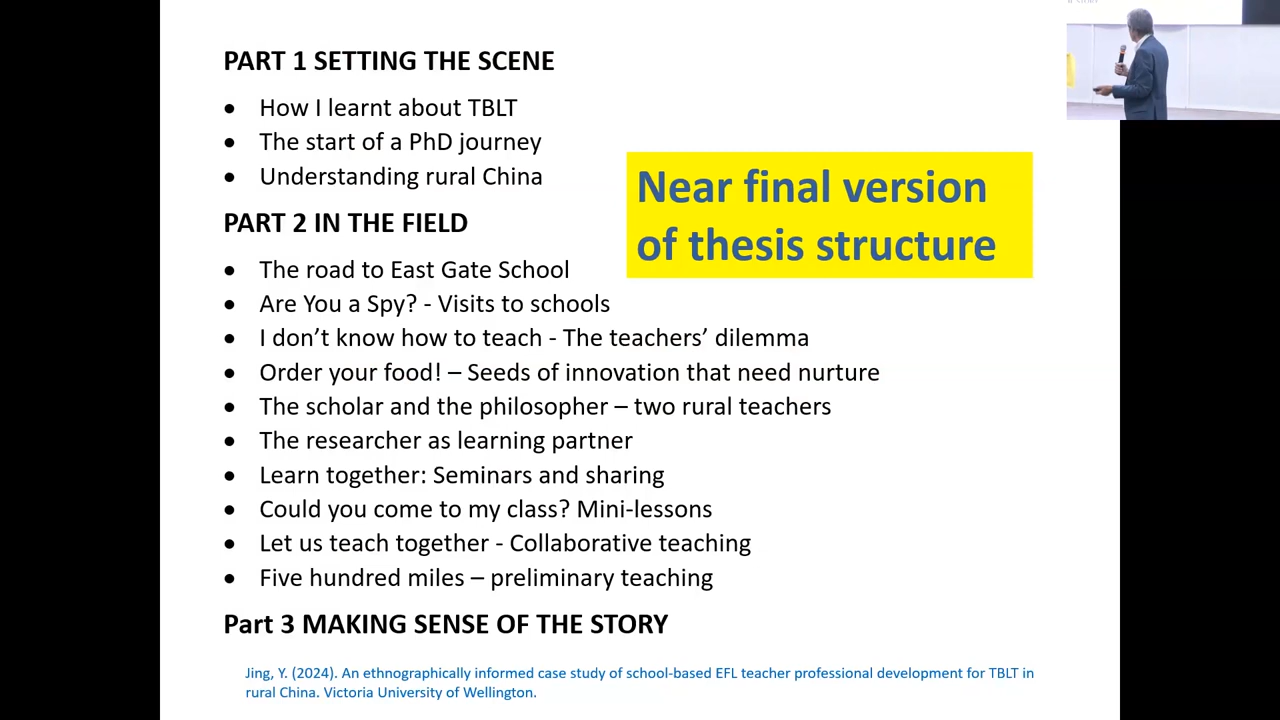 PART 1 SETTING THE SCENE
• How I learnt about TBLT
• The start of a PhD journey
• Understanding rural China
PART 2 IN THE FIELD
• The road to East Gate School
• Are You a Spy? - Visits to schools
• I don’t know how to teach - The teachers’ dilemma
• Order your food! – Seeds of innovation that need nurture
• The scholar and the philosopher – two rural teachers
• The researcher as learning partner
• Learn together: Seminars and sharing
• Could you come to my class? Mini-lessons
• Let us teach together - Collaborative teaching
• Five hundred miles – preliminary teaching
Part 3 MAKING SENSE OF THE STORY
Near final version
of thesis structure
Jing, Y. (2024). An ethnographically informed case study of school-based EFL teacher professional development for TBLT in
rural China. Victoria University of Wellington.